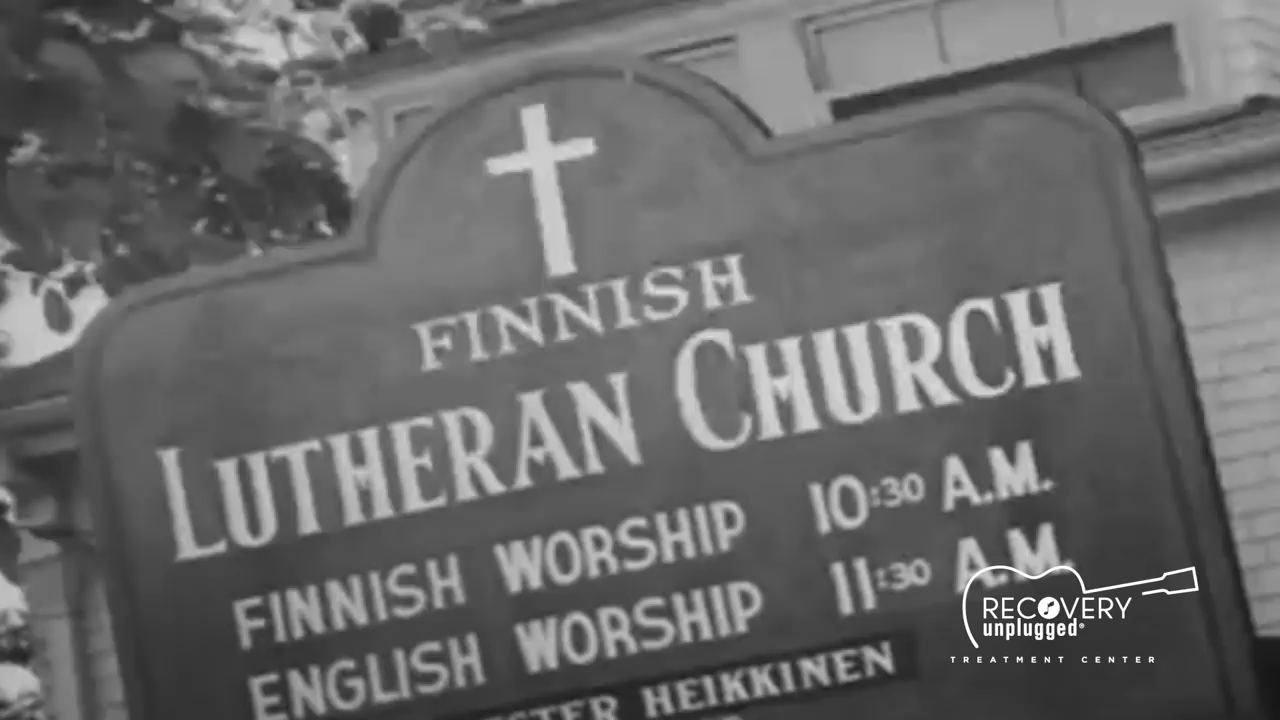 FINNISH
LUTHERAN CHURCH
FINNISH WORSHIP 10:30 A.M.
ENGLISH WORSHIP 11:30 A.M.
HEIKKINEN
RECOVERY
unplugged®
TREATMENT CENTER